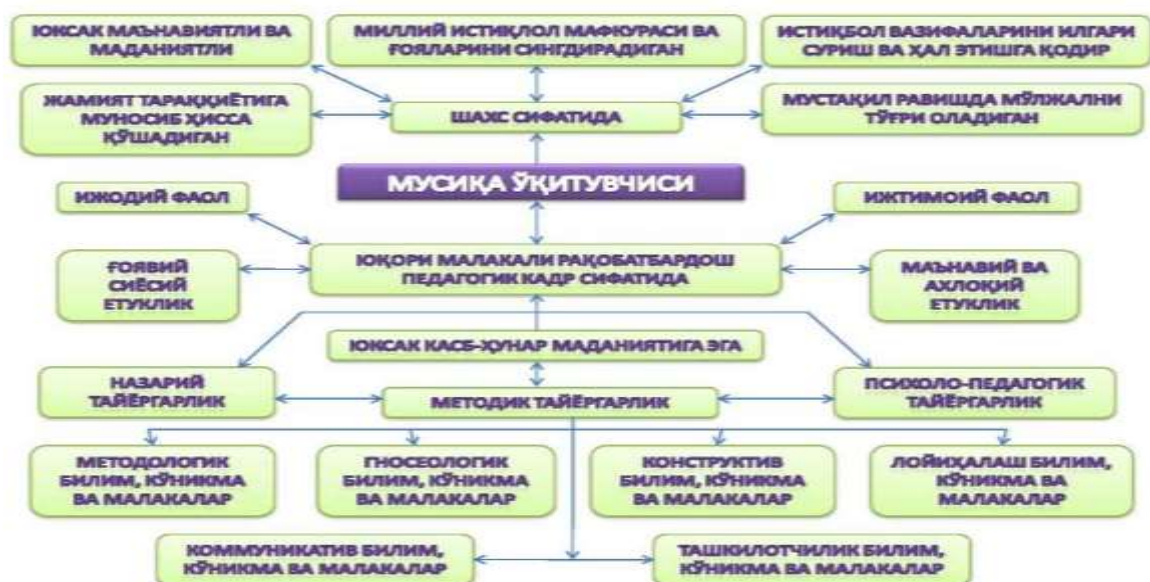 ЮКСАК МАЪНАВИЯТЛИ ВА
МАДАНИЯТЛИ
МИЛЛИЙ ИСТИҚЛОЛ МАФКУРАСИ ВА
ҒОЯЛАРИНИ СИНГДИРАДИГАН
ИСТИҚБОЛ ВАЗИФАЛАРИНИ ИЛГАРИ
СУРИШ ВА ҲАЛ ЭТИШГА ҚОДИР
ЖАМИЯТ ТАРАҚҚИЁТИГА
МУНОСИБ ҲИССА
ҚЎШАДИГАН
ШАХС СИФАТИДА
МУСТАҚИЛ РАВИШДА МЎЛЖАЛНИ
ТЎҒРИ ОЛАДИГАН
МУСИҚА ЎҚИТУВЧИСИ
ИЖОДИЙ ФАОЛ
ИЖТИМОИЙ ФАОЛ
ЮҚОРИ МАЛАКАЛИ РАҚОБАТБАРДОШ
ПЕДАГОГИК КАДР СИФАТИДА
ҒОЯВИЙ
СИЁСИЙ
ЕТУКЛИК
МАЪНАВИЙ ВА
АХЛОҚИЙ
ЕТУКЛИК
ЮКСАК КАСБ-ҲУНАР МАДАНИЯТИГА ЭГА
НАЗАРИЙ
ТАЙЁРГАРЛИК
МЕТОДИК ТАЙЁРГАРЛИК
ПСИХОЛО-ПЕДАГОГИК
ТАЙЁРГАРЛИК
МЕТОДОЛОГИК
БИЛИМ, КЎНИКМА
ВА МАЛАКАЛАР
ГНОСЕОЛОГИК
БИЛИМ, КЎНИКМА
ВА МАЛАКАЛАР
КОНСТРУКТИВ
БИЛИМ, КЎНИКМА
ВА МАЛАКАЛАР
ЛОЙИҲАЛАШ БИЛИМ,
КЎНИКМА ВА
МАЛАКАЛАР
КОММУНИКАТИВ БИЛИМ,
КЎНИКМА ВА МАЛАКАЛАР
ТАШКИЛОТЧИЛИК БИЛИМ,
КЎНИКМА ВА МАЛАКАЛАР